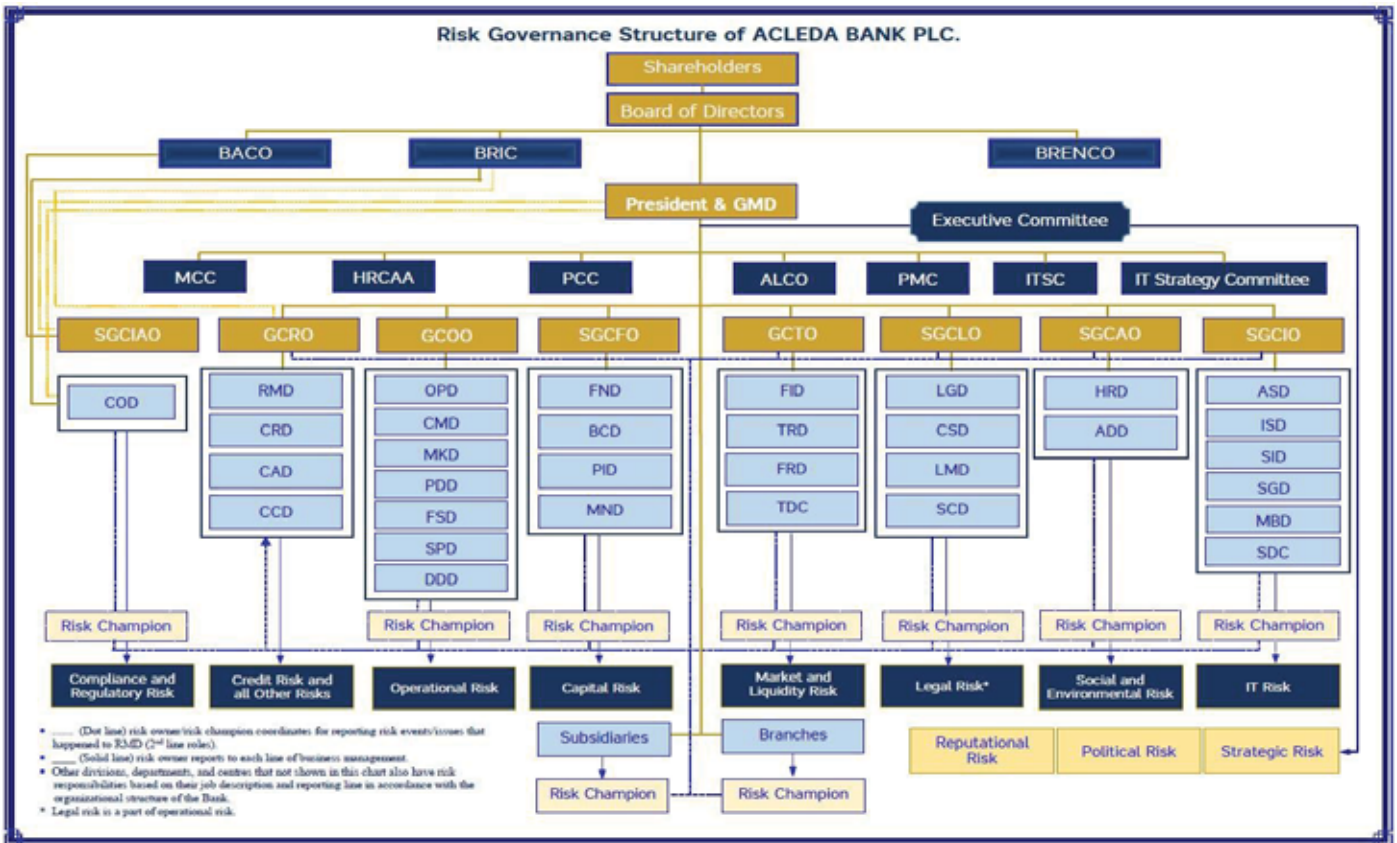 Risk Governance Structure of ACLEDA BANK PLC.
Shareholders
Board of Directors
BACO
BRIC
BRENCO
President & GMD
Executive Committee
MCC
HRCAA
PCC
ALCO
PMC
ITSC
IT Strategy Committee
SGCIAO
GCRO
GCOO
SGCFO
GCTO
SGCLO
SGCAO
SGCIO
COD
RMD
CRD
CAD
CCD
OPD
CMD
MKD
PDD
FSD
SPD
DDD
FND
BCD
PID
MND
FID
TRD
FRD
TDC
LGD
CSD
LMD
SCD
HRD
ADD
ASD
ISD
SID
SGD
MBD
SDC
Risk Champion
Risk Champion
Risk Champion
Risk Champion
Risk Champion
Risk Champion
Risk Champion
Compliance and
Regulatory Risk
Credit Risk and
all Other Risks
Operational Risk
Capital Risk
Market and
Liquidity Risk
Legal Risk*
Social and
Environmental Risk
IT Risk
Subsidiaries
Branches
Risk Champion
Risk Champion
Reputational
Risk
Political Risk
Strategic Risk
• ____ (Dot line) risk owner/risk champion coordinates for reporting risk events/issues that
happened to RMD (2nd line roles).
• ____ (Solid line) risk owner reports to each line of business management.
• Other divisions, departments, and centres that not shown in this chart also have risk
responsibilities based on their job description and reporting line in accordance with the
organizational structure of the Bank.
* Legal risk is a part of operational risk.